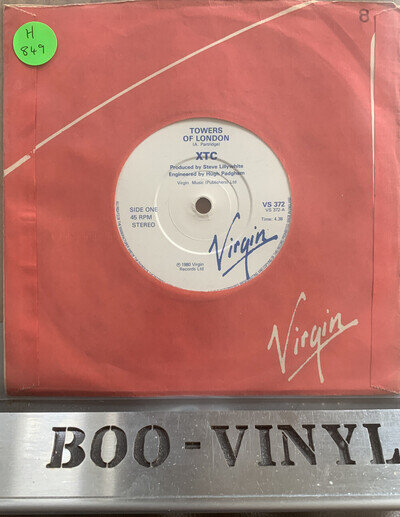 H
849
8
TOWERS
OF LONDON
(A. Partridge)
XTC
Produced by Steve Lillywhite
Engineered by Hugh Padgham
Virgin Music (Publishers) Ltd
SIDE ONE
45 RPM
STEREO
VS 372
VS 372-A
Time: 4.38
Virgin
℗ 1980 Virgin
Records Ltd
Virgin
BOO-VINYL